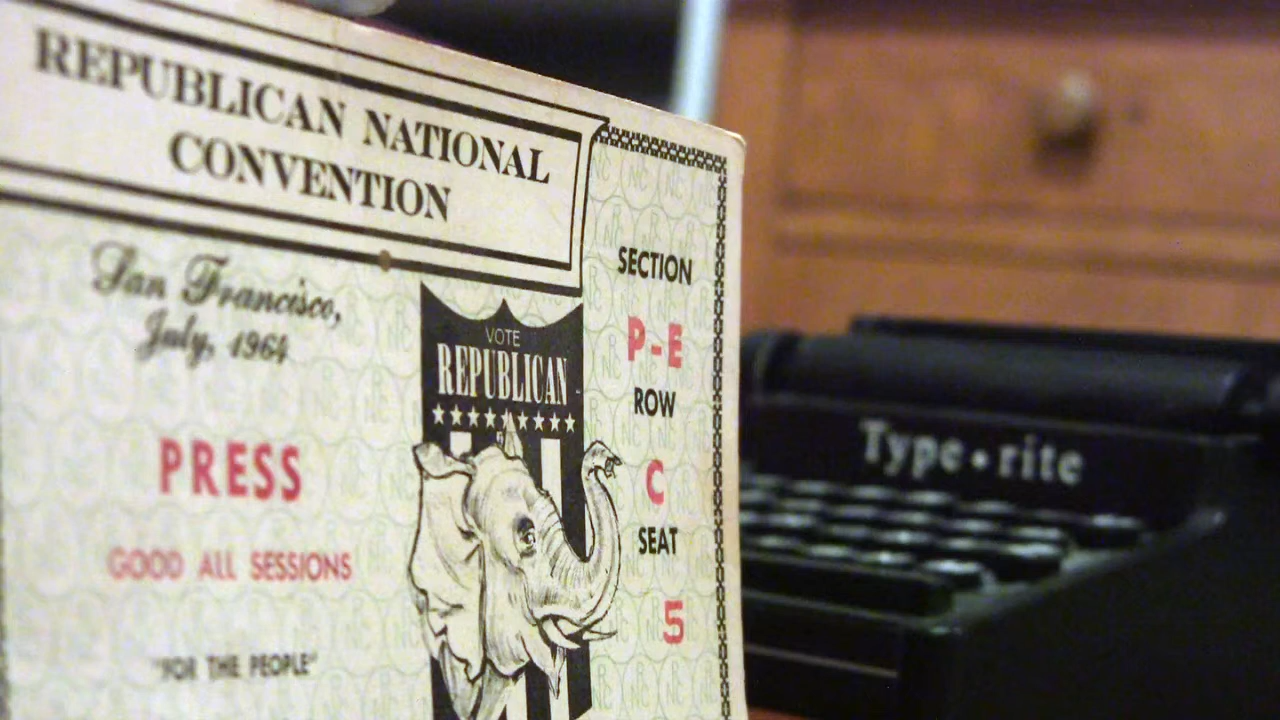 REPUBLICAN NATIONAL
CONVENTION
San Francisco,
July, 1964
PRESS
GOOD ALL SESSIONS
"FOR THE PEOPLE"
VOTE
REPUBLICAN
SECTION
P-E
ROW
C
SEAT
5
Type•rite